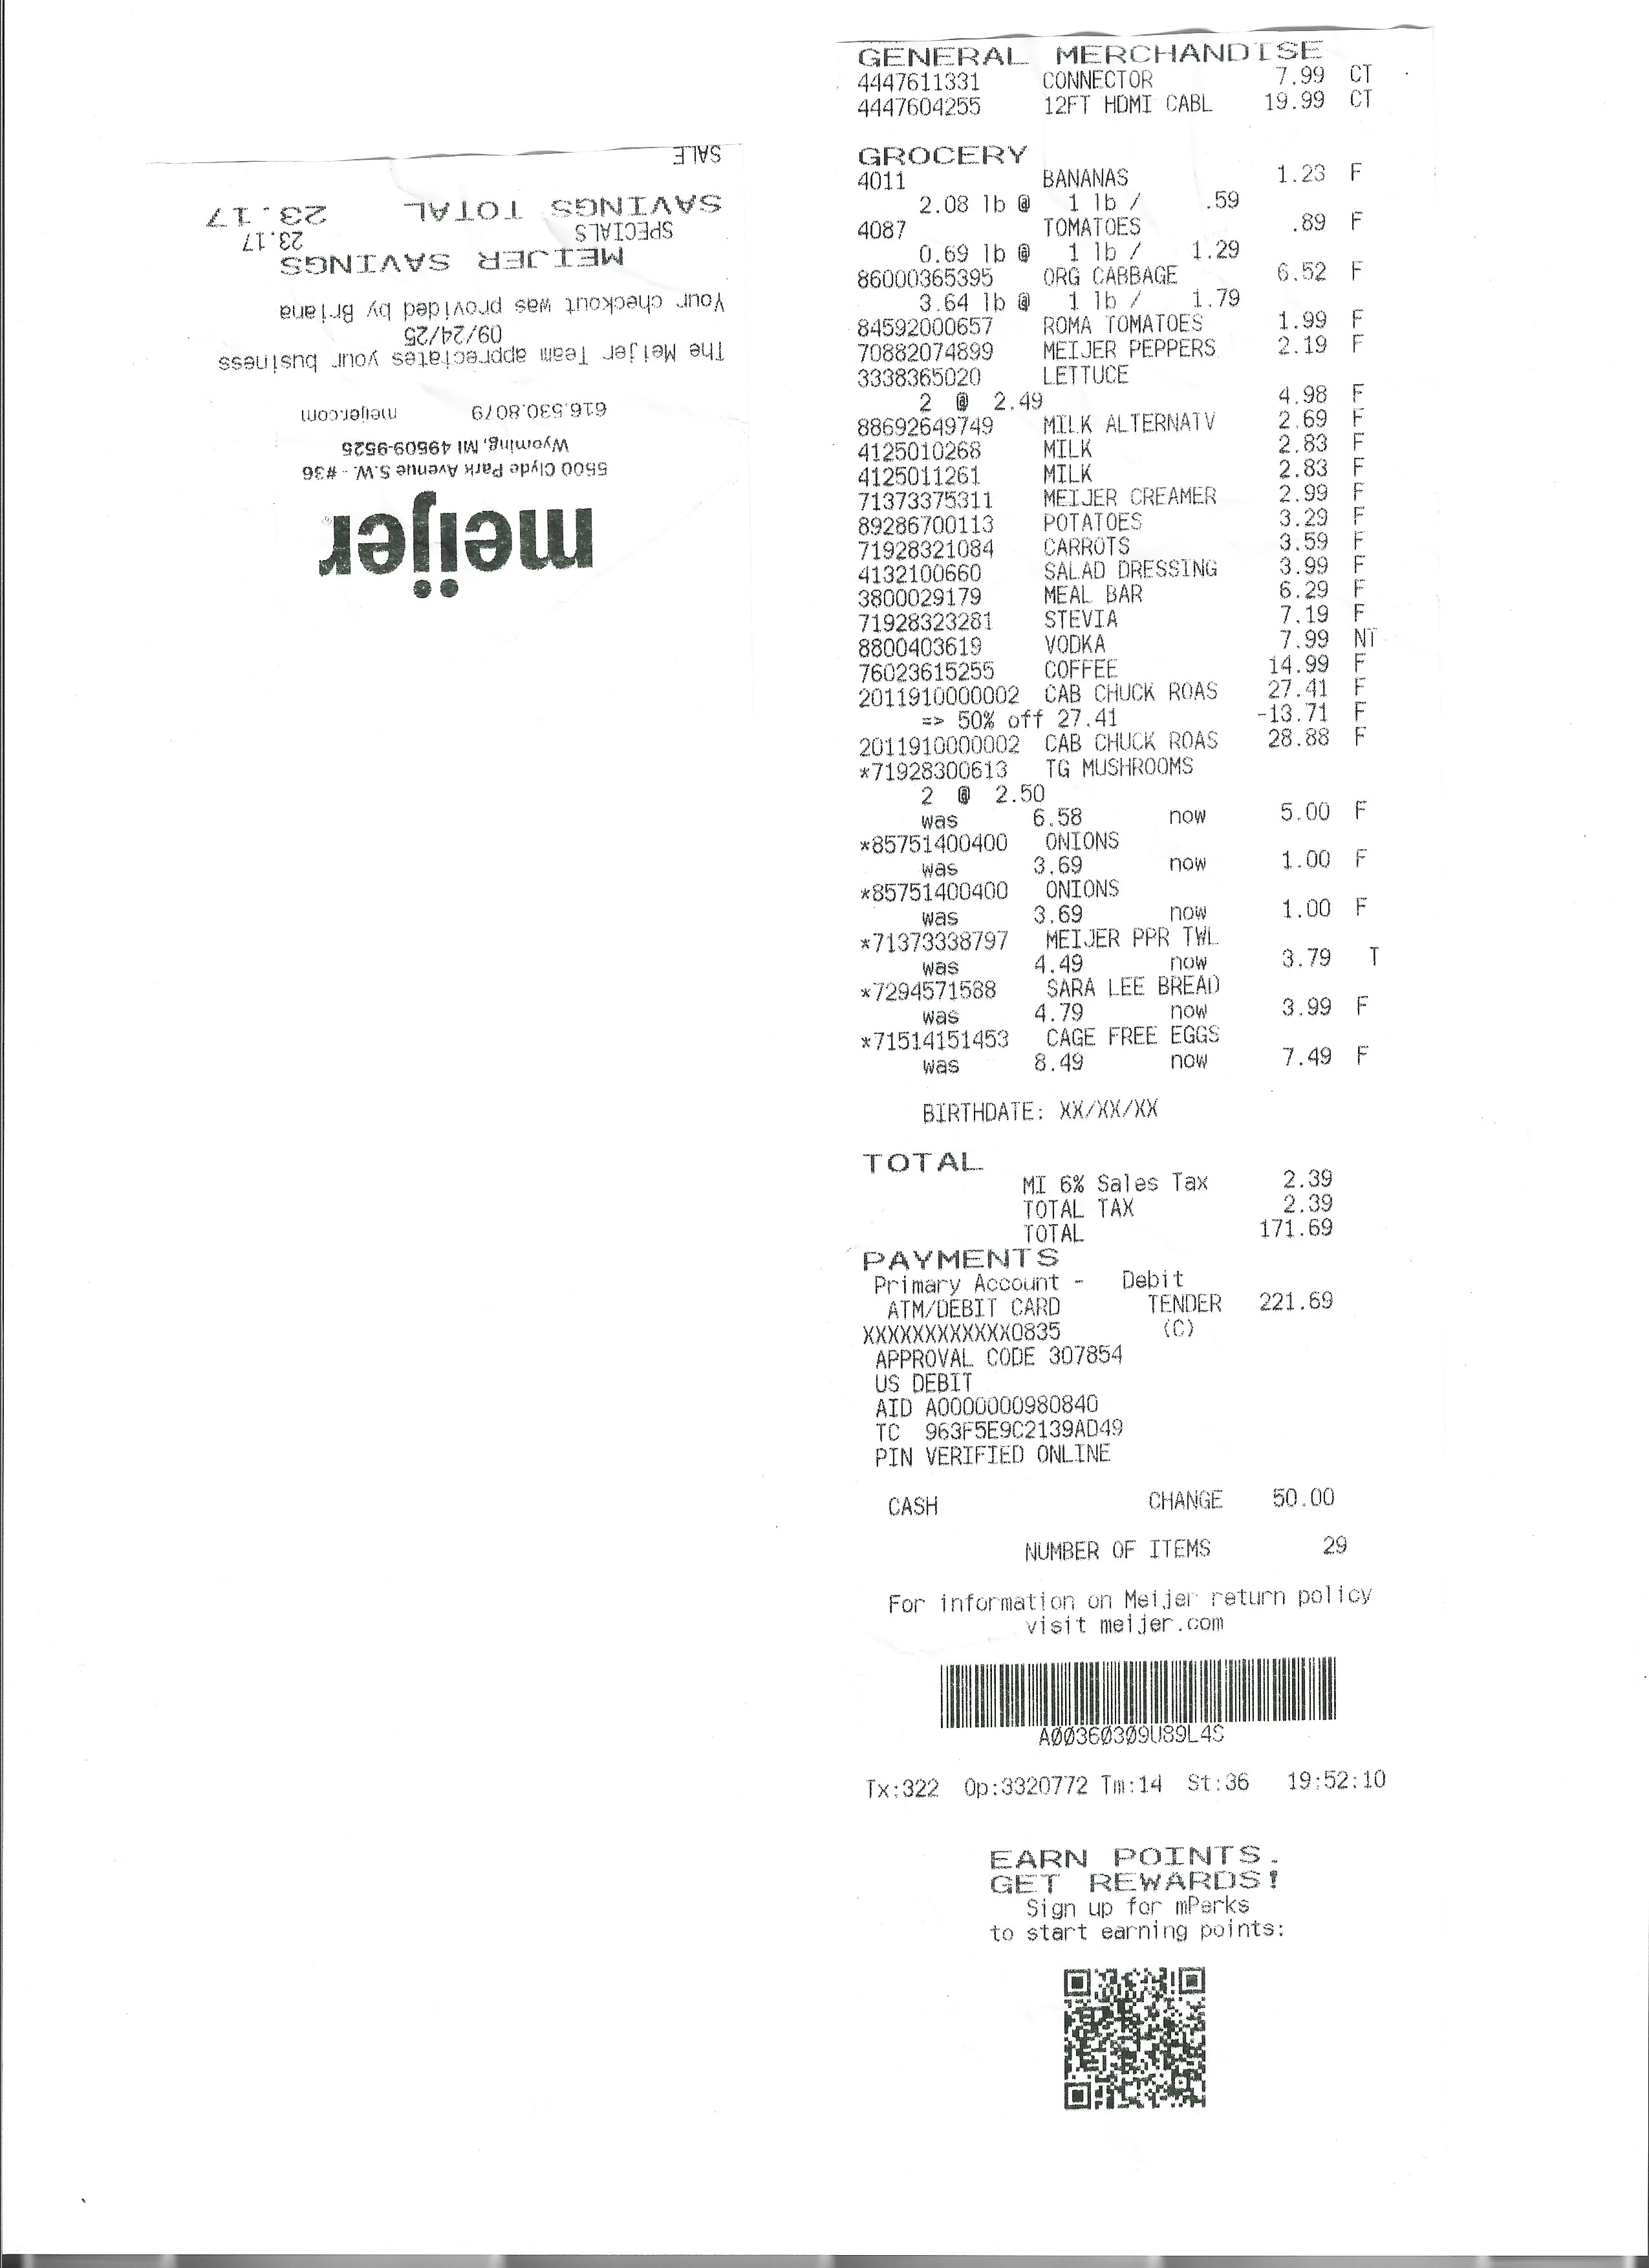 meijer
5500 Clyde Park Avenue S.W. - #36
Wyoming, MI 49509-9525
616.530.8079 meijer.com
The Meijer Team appreciates your business
09/24/25
Your checkout was provided by Briana
MEIJER SAVINGS
SPECIALS 23.17
SAVINGS TOTAL 23.17
SALE
GENERAL MERCHANDISE
4447611331 CONNECTOR 7.99 CT
4447604255 12FT HDMI CABL 19.99 CT
GROCERY
4011 BANANAS 1.23 F
2.08 lb @ 1 lb / .59
4087 TOMATOES .89 F
0.69 lb @ 1 lb / 1.29
86000365395 ORG CABBAGE 6.52 F
3.64 lb @ 1 lb / 1.79
84592000657 ROMA TOMATOES 1.99 F
70882074899 MEIJER PEPPERS 2.19 F
3338365020 LETTUCE
2 @ 2.49 4.98 F
88692649749 MILK ALTERNATV 2.69 F
4125010268 MILK 2.83 F
4125011261 MILK 2.83 F
71373375311 MEIJER CREAMER 2.99 F
89286700113 POTATOES 3.29 F
71928321084 CARROTS 3.59 F
4132100660 SALAD DRESSING 3.99 F
3800029179 MEAL BAR 6.29 F
71928323281 STEVIA 7.19 F
8800403619 VODKA 7.99 NT
76023615255 COFFEE 14.99 F
2011910000002 CAB CHUCK ROAS 27.41 F
=> 50% off 27.41 -13.71 F
2011910000002 CAB CHUCK ROAS 28.88 F
*71928300613 TG MUSHROOMS
2 @ 2.50
was 6.58 now 5.00 F
*85751400400 ONIONS
was 3.69 now 1.00 F
*85751400400 ONIONS
was 3.69 now 1.00 F
*71373338797 MEIJER PPR TWL
was 4.49 now 3.79 T
*7294571588 SARA LEE BREAD
was 4.79 now 3.99 F
*71514151453 CAGE FREE EGGS
was 8.49 now 7.49 F
BIRTHDATE: XX/XX/XX
TOTAL
MI 6% Sales Tax 2.39
TOTAL TAX 2.39
TOTAL 171.69
PAYMENTS
Primary Account - Debit
ATM/DEBIT CARD TENDER 221.69
XXXXXXXXXXXX0835 (C)
APPROVAL CODE 307854
US DEBIT
AID A0000000980840
TC 963F5E9C2139AD49
PIN VERIFIED ONLINE
CASH CHANGE 50.00
NUMBER OF ITEMS 29
For information on Meijer return policy
visit meijer.com
A00360309U89L4S
Tx:322 Op:3320772 Tm:14 St:36 19:52:10
EARN POINTS.
GET REWARDS!
Sign up for mPerks
to start earning points: